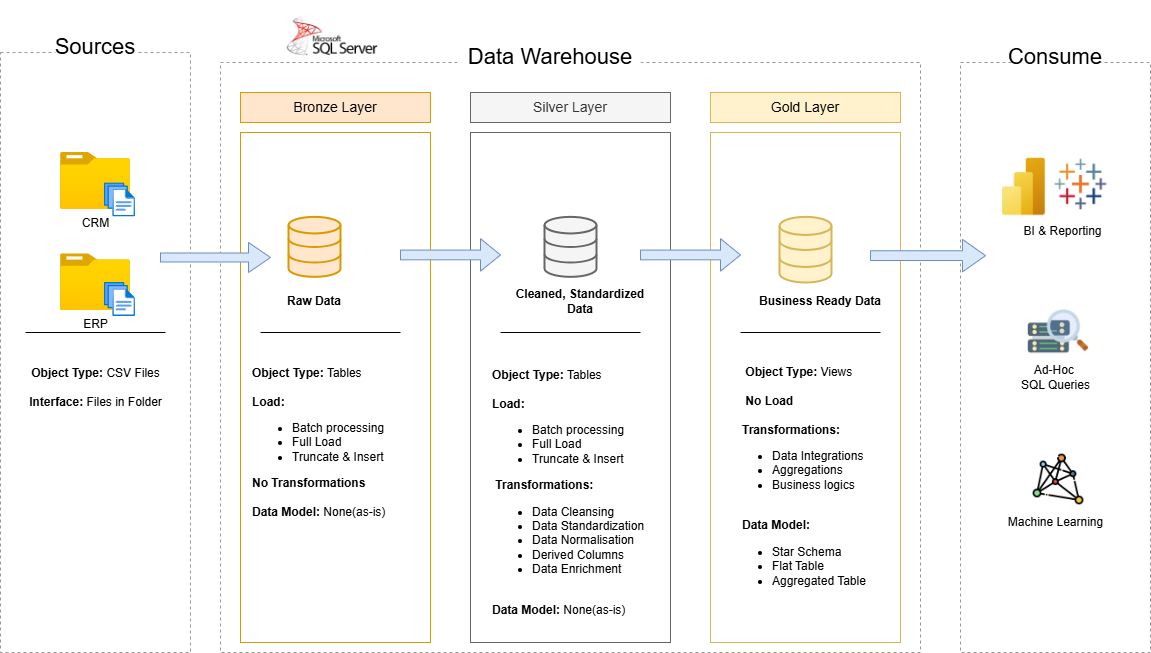 Sources
Microsoft
SQL Server
Data Warehouse
Consume
Bronze Layer
Silver Layer
Gold Layer
CRM
ERP
Object Type: CSV Files
Interface: Files in Folder
Raw Data
Object Type: Tables
Load:
Batch processing
Full Load
Truncate & Insert
No Transformations
Data Model: None(as-is)
Cleaned, Standardized
Data
Object Type: Tables
Load:
Batch processing
Full Load
Truncate & Insert
Transformations:
Data Cleansing
Data Standardization
Data Normalisation
Derived Columns
Data Enrichment
Data Model: None(as-is)
Business Ready Data
Object Type: Views
No Load
Transformations:
Data Integrations
Aggregations
Business logics
Data Model:
Star Schema
Flat Table
Aggregated Table
BI & Reporting
Ad-Hoc
SQL Queries
Machine Learning